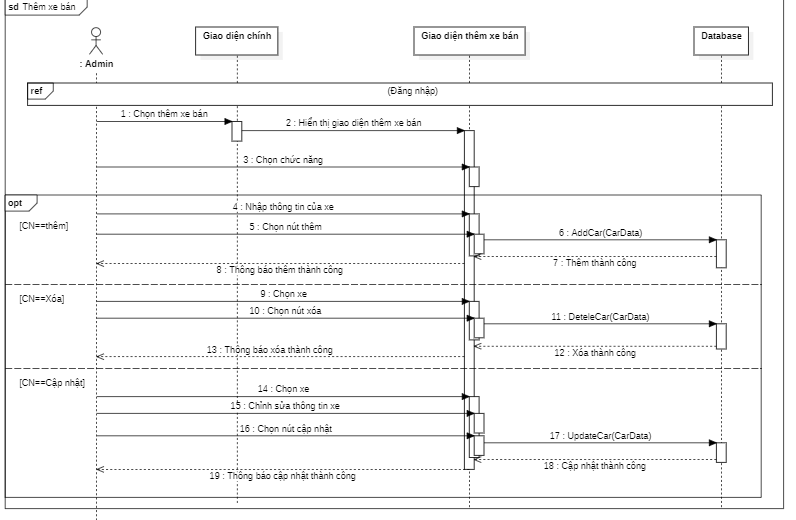 sd Thêm xe bán
Giao diện chính
Giao diện thêm xe bán
Database
: Admin
ref
(Đăng nhập)
1 : Chọn thêm xe bán
2 : Hiển thị giao diện thêm xe bán
3 : Chọn chức năng
opt
4 : Nhập thông tin của xe
[CN==thêm]
5 : Chọn nút thêm
6 : AddCar(CarData)
7 : Thêm thành công
8 : Thông báo thêm thành công
[CN==Xóa]
9 : Chọn xe
10 : Chọn nút xóa
11 : DeteleCar(CarData)
12 : Xóa thành công
13 : Thông báo xóa thành công
[CN==Cập nhật]
14 : Chọn xe
15 : Chỉnh sửa thông tin xe
16 : Chọn nút cập nhật
17 : UpdateCar(CarData)
18 : Cập nhật thành công
19 : Thông báo cập nhật thành công